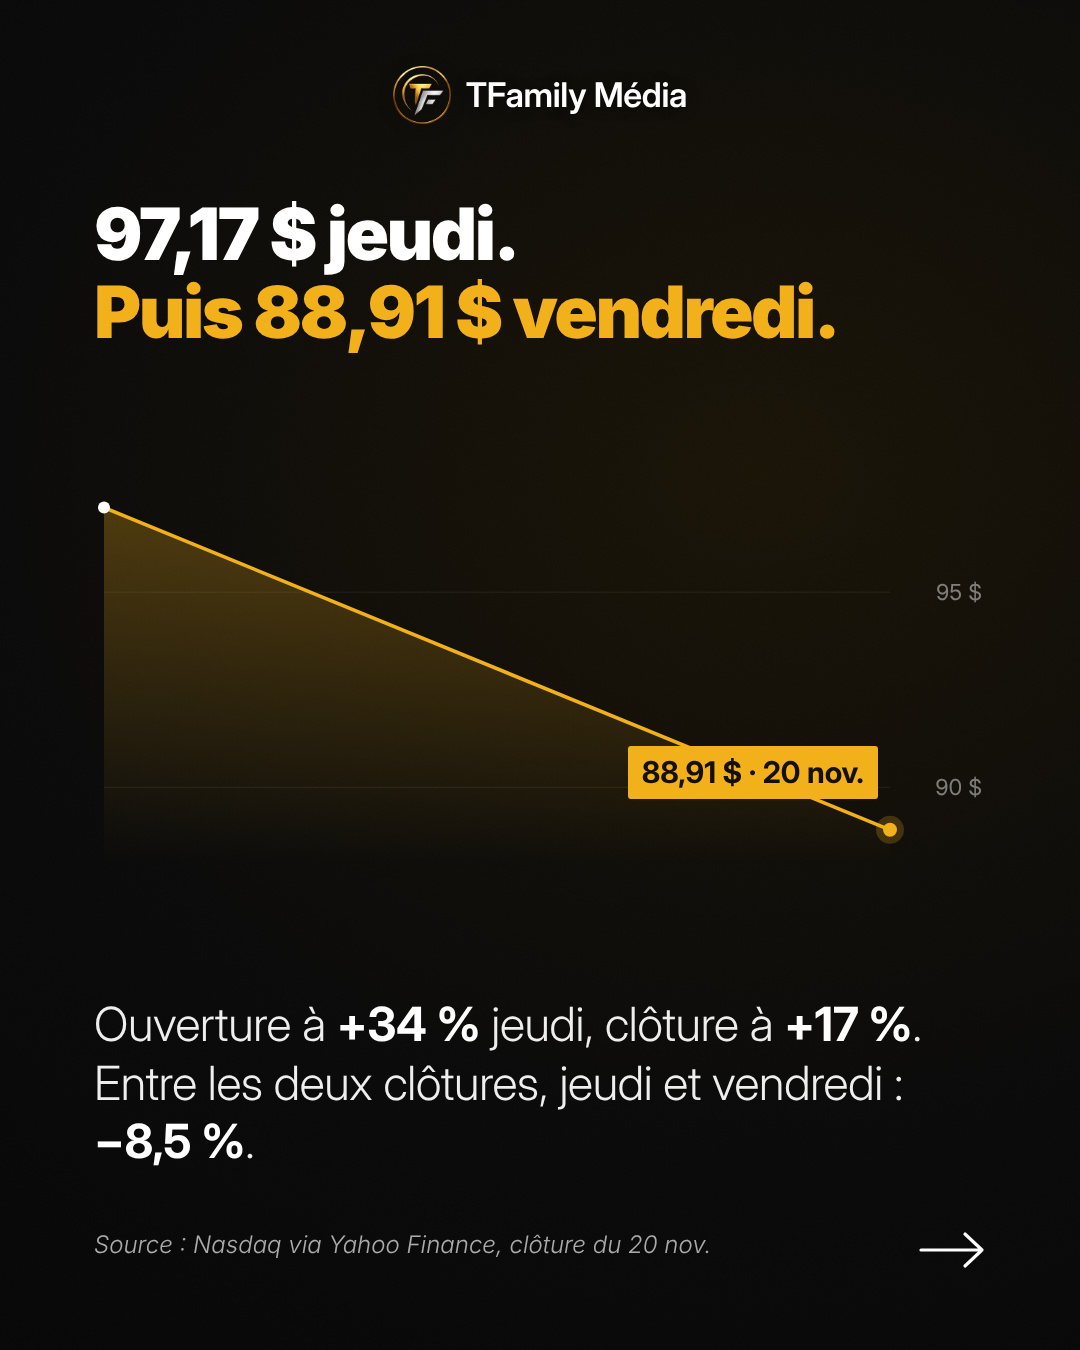 TF TFamily Média
97,17 $ jeudi.
Puis 88,91 $ vendredi.
95 $
88,91 $ · 20 nov.
90 $
Ouverture à +34 % jeudi, clôture à +17 %.
Entre les deux clôtures, jeudi et vendredi :
−8,5 %.
Source : Nasdaq via Yahoo Finance, clôture du 20 nov.